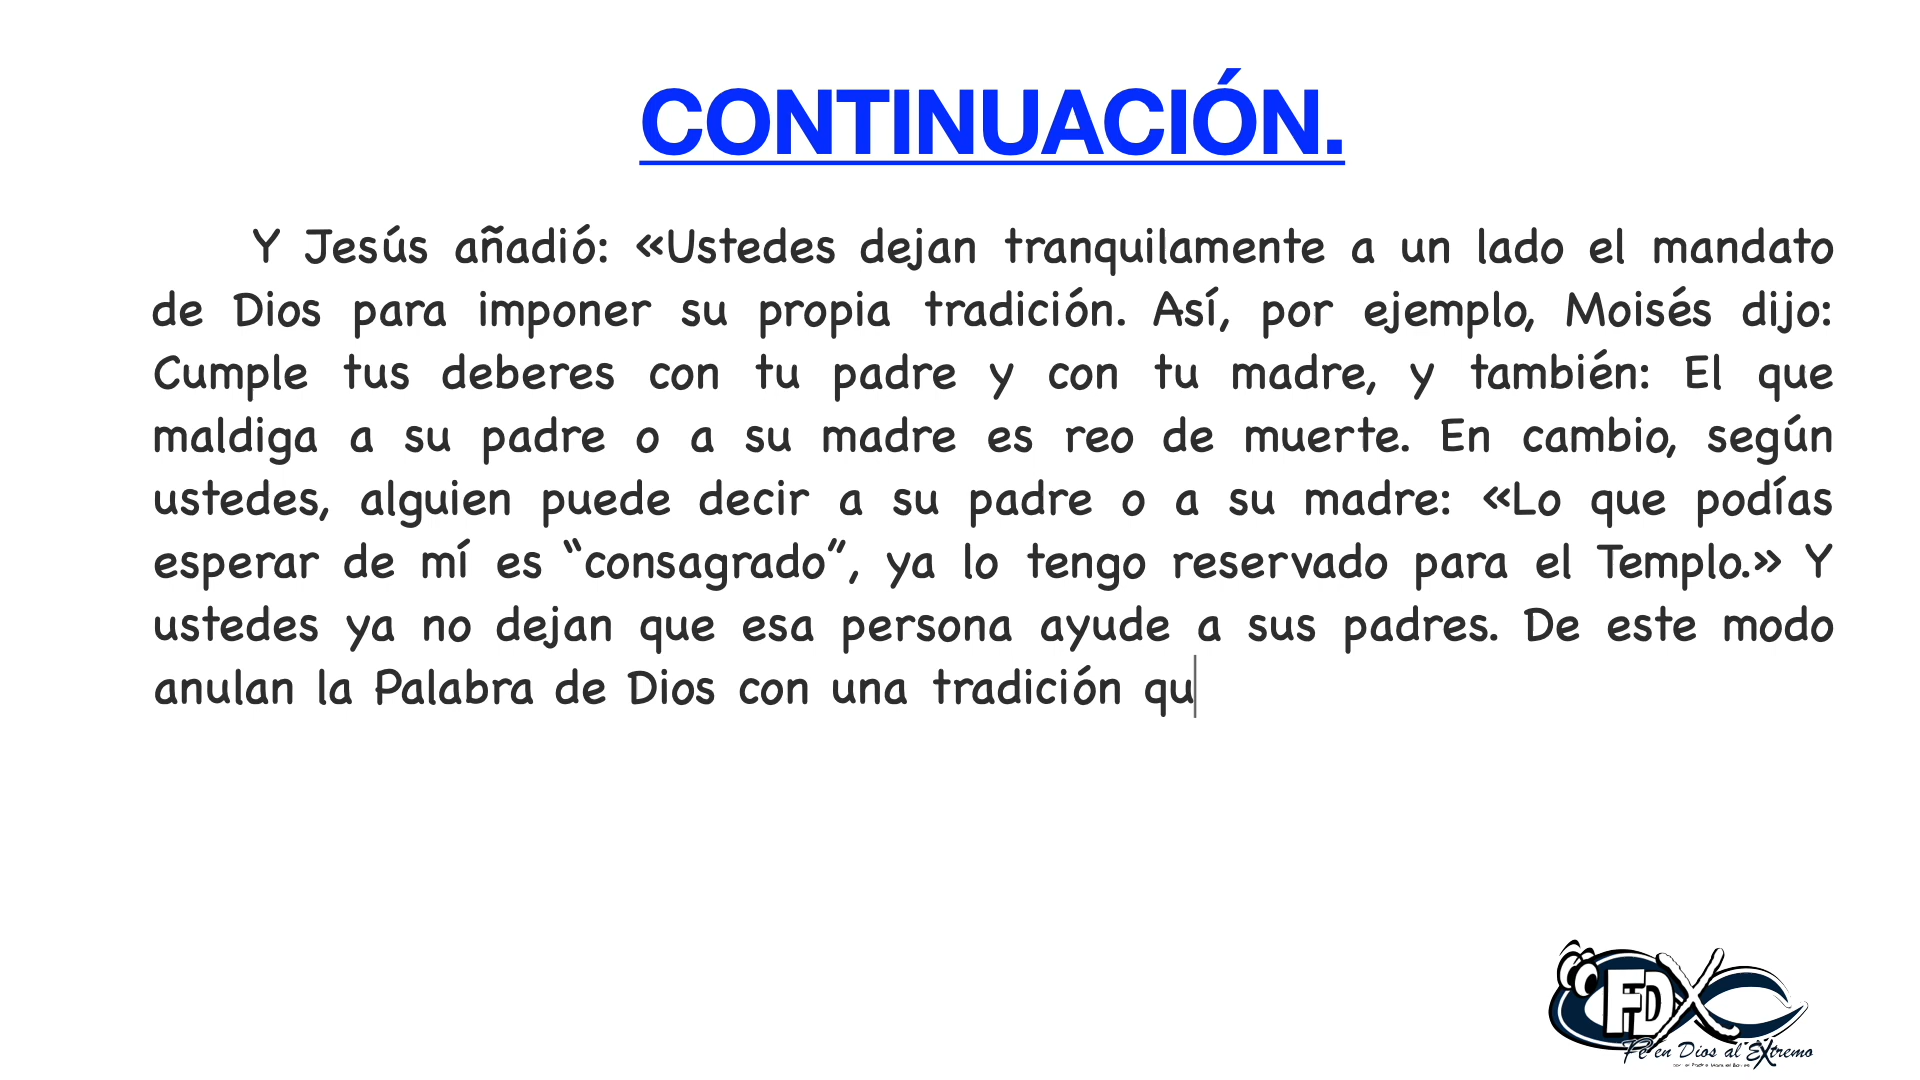 CONTINUACIÓN.
Y Jesús añadió: «Ustedes dejan tranquilamente a un lado el mandato
de Dios para imponer su propia tradición. Así, por ejemplo, Moisés dijo:
Cumple tus deberes con tu padre y con tu madre, y también: El que
maldiga a su padre o a su madre es reo de muerte. En cambio, según
ustedes, alguien puede decir a su padre o a su madre: «Lo que podías
esperar de mí es “consagrado”, ya lo tengo reservado para el Templo.» Y
ustedes ya no dejan que esa persona ayude a sus padres. De este modo
anulan la Palabra de Dios con una tradición qu
FDX
Fe en Dios al EXtremo